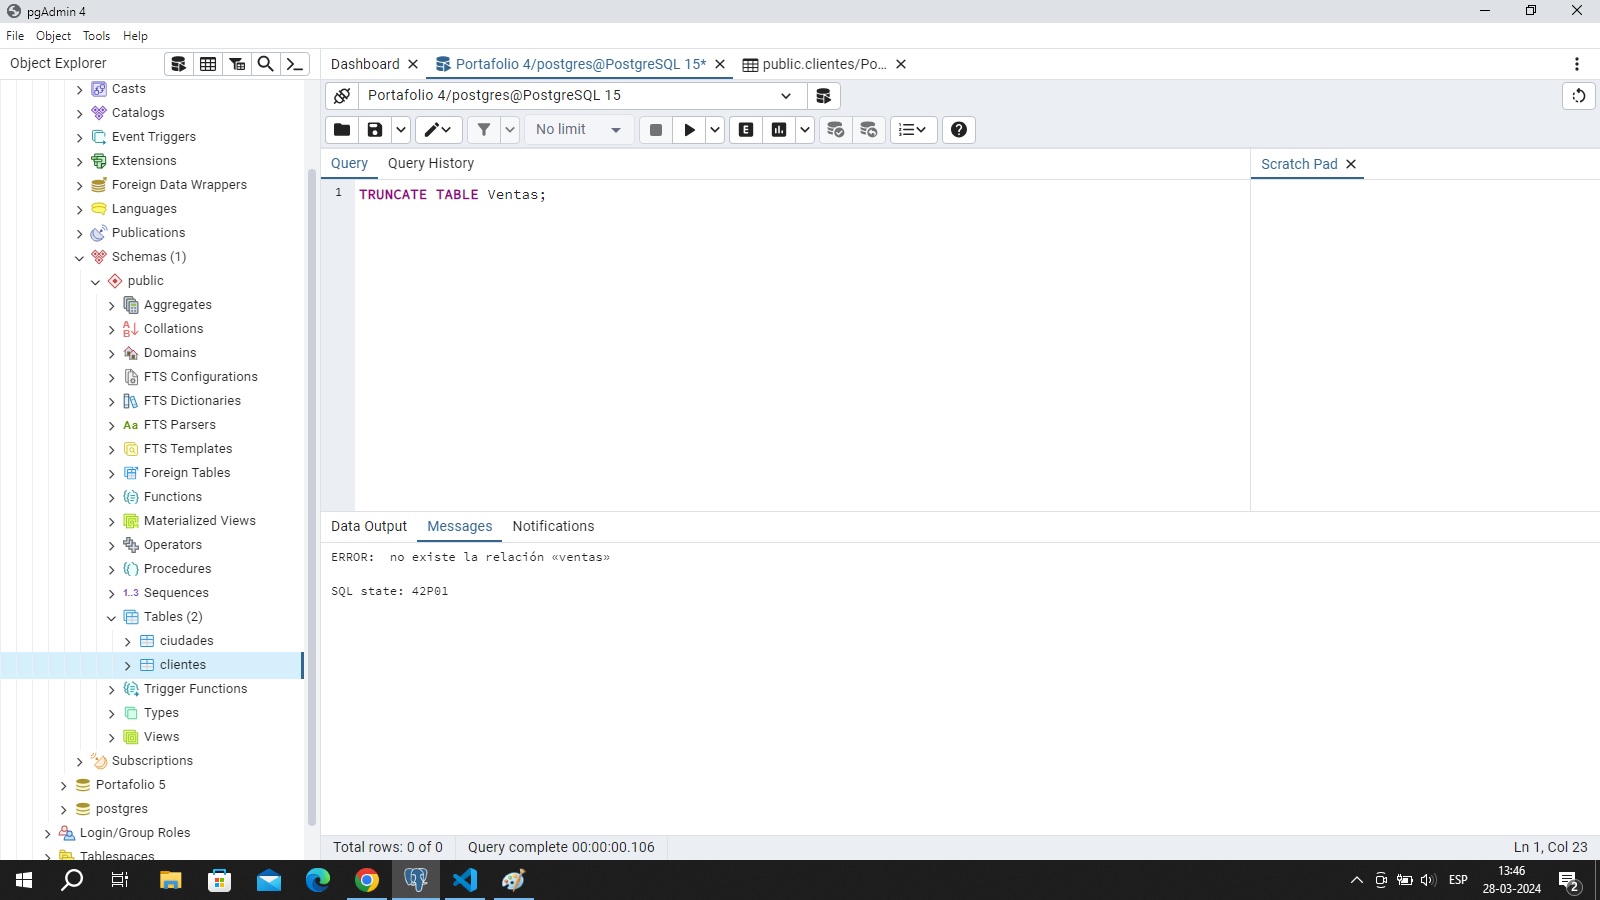 pgAdmin 4
File Object Tools Help
Object Explorer
Dashboard
Portafolio 4/postgres@PostgreSQL 15*
public.clientes/Po...
Portafolio 4/postgres@PostgreSQL 15
No limit
E
Query Query History
Scratch Pad
1 TRUNCATE TABLE Ventas;
Casts
Catalogs
Event Triggers
Extensions
Foreign Data Wrappers
Languages
Publications
Schemas (1)
public
Aggregates
Collations
Domains
FTS Configurations
FTS Dictionaries
Aa FTS Parsers
FTS Templates
Foreign Tables
Functions
Materialized Views
Operators
Procedures
1..3 Sequences
Tables (2)
ciudades
clientes
Trigger Functions
Types
Views
Subscriptions
Portafolio 5
postgres
Login/Group Roles
Tablespaces
Data Output Messages Notifications
ERROR:  no existe la relación «ventas»
SQL state: 42P01
Total rows: 0 of 0
Query complete 00:00:00.106
Ln 1, Col 23
ESP
13:46
28-03-2024
2